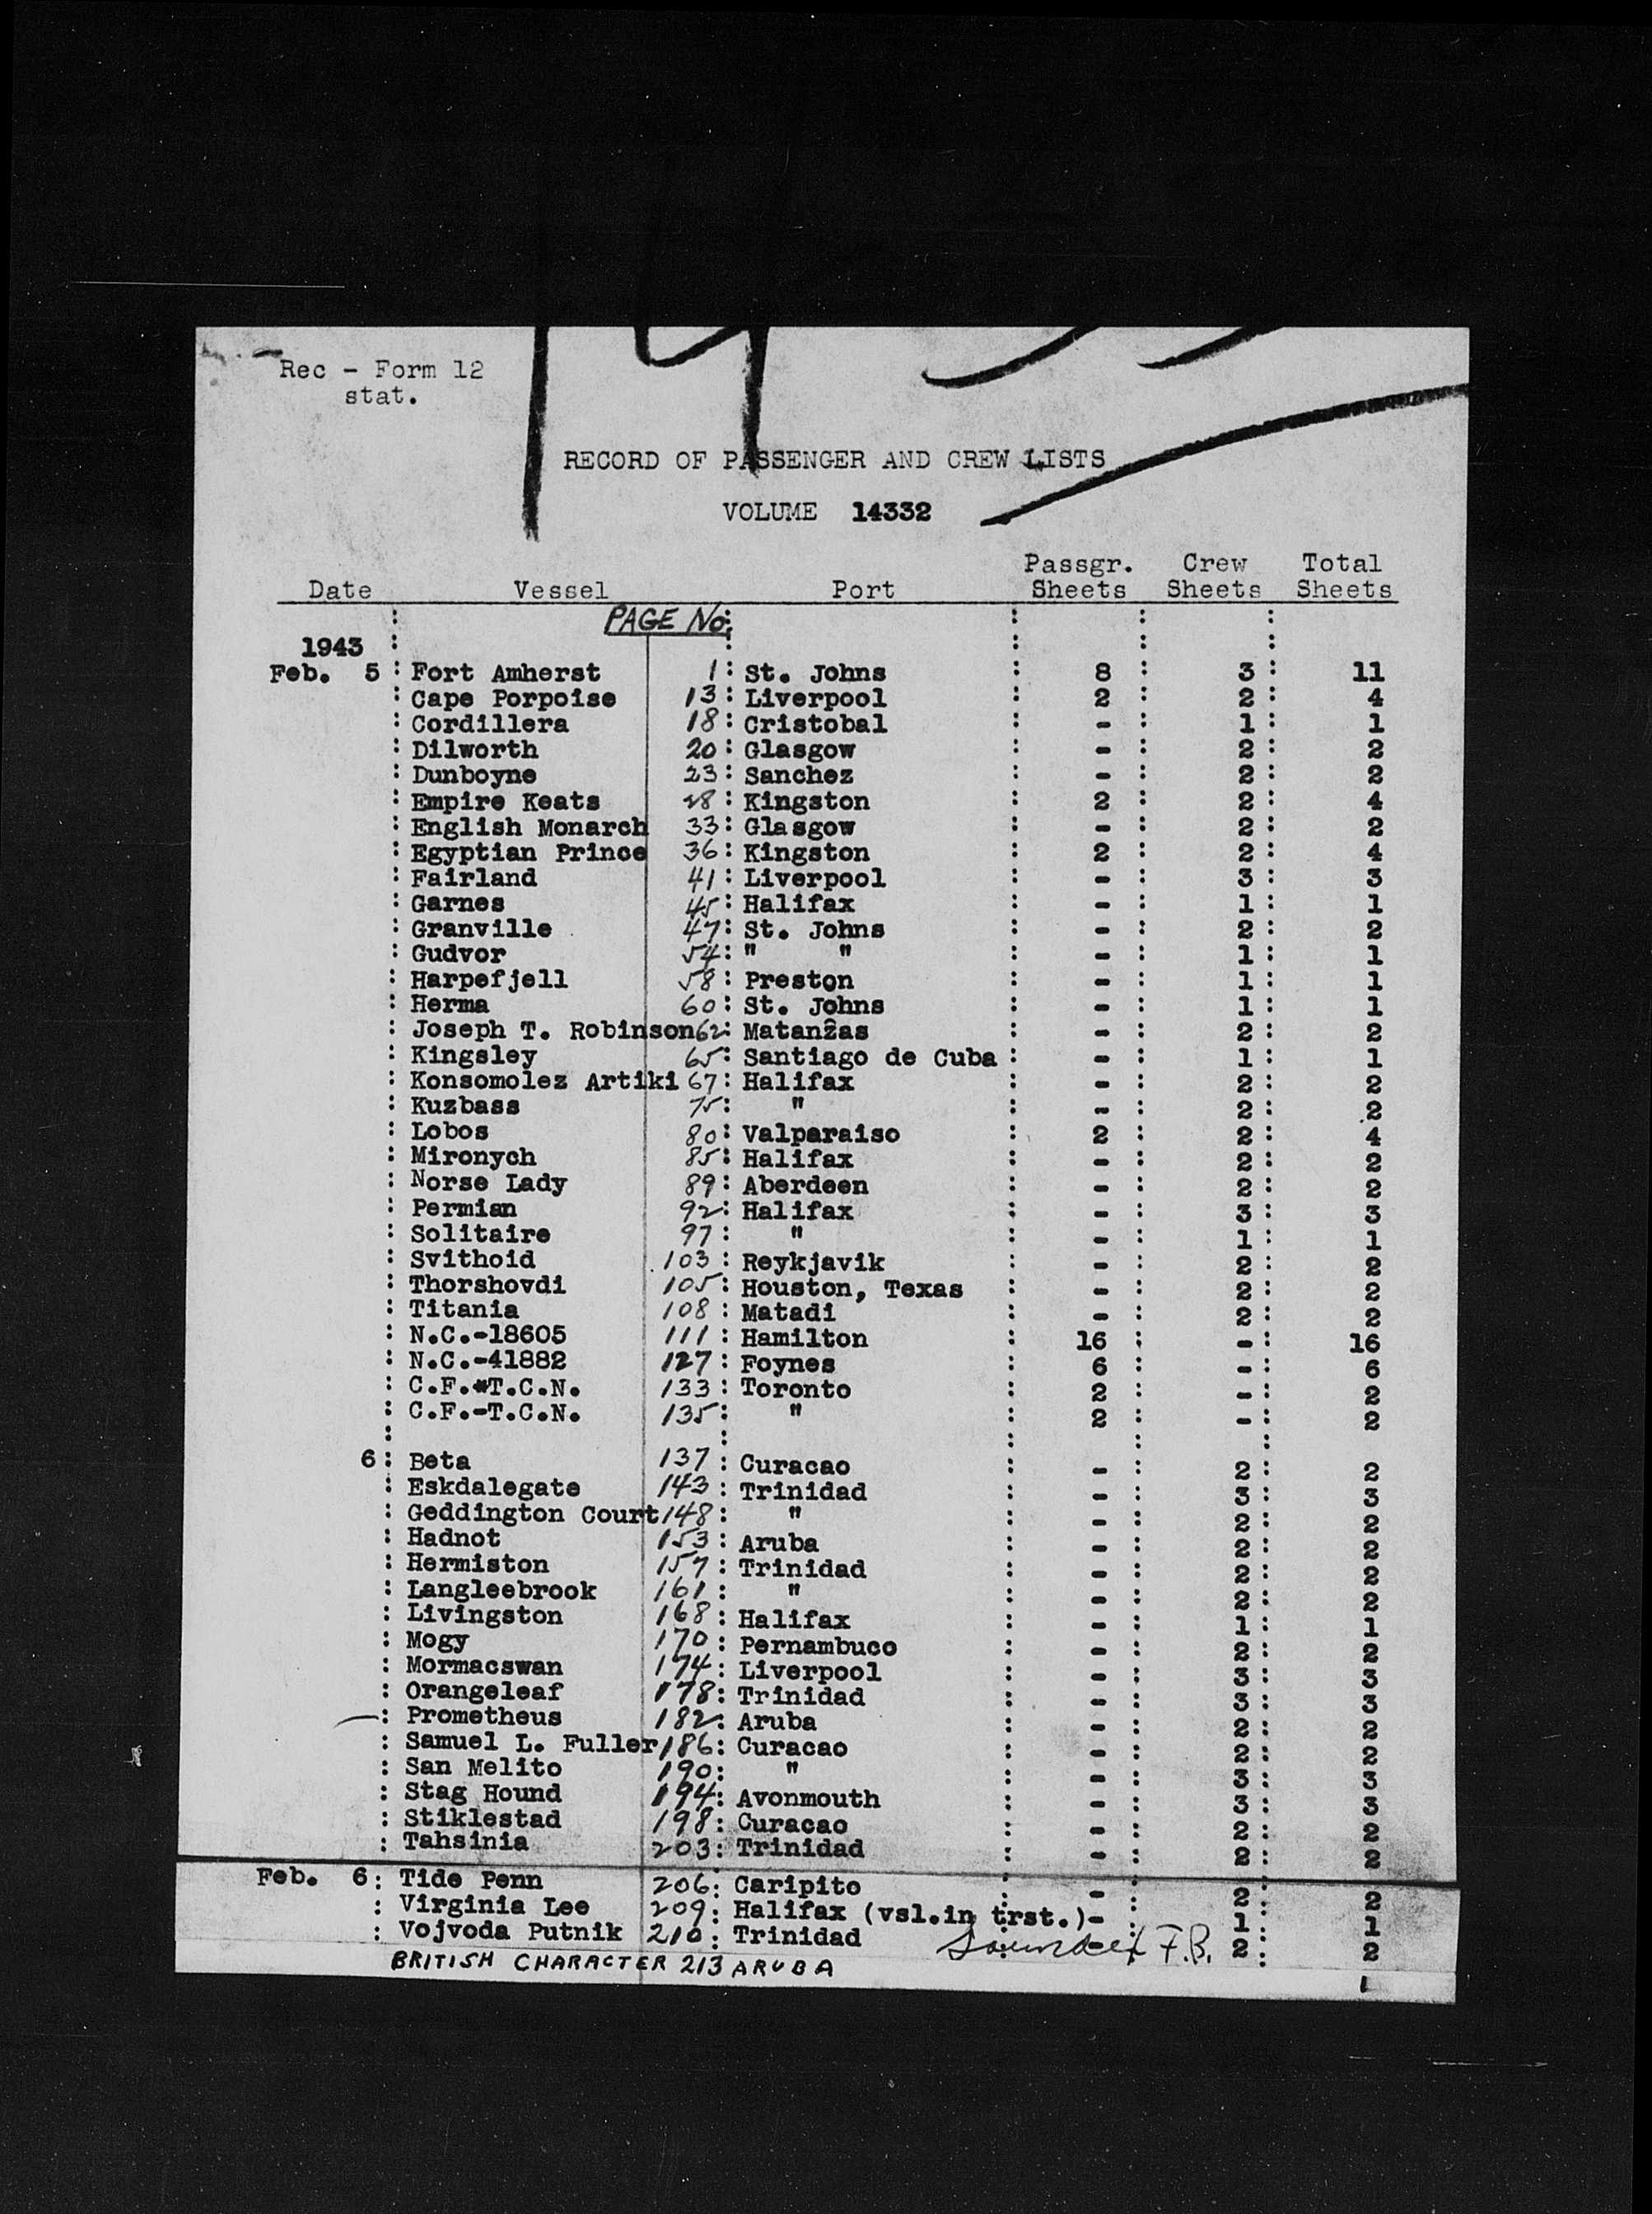 Rec - Form 12
stat.
RECORD OF PASSENGER AND CREW LISTS
VOLUME 14332
Date Vessel Port Passgr. Sheets Crew Sheets Total Sheets
PAGE No.
1943
Feb. 5 : Fort Amherst 1 : St. Johns : 8 : 3 : 11
: Cape Porpoise 13 : Liverpool : 2 : 2 : 4
: Cordillera 18 : Cristobal : - : 1 : 1
: Dilworth 20 : Glasgow : - : 2 : 2
: Dunboyne 23 : Sanchez : - : 2 : 2
: Empire Keats 28 : Kingston : 2 : 2 : 4
: English Monarch 33 : Glasgow : - : 2 : 2
: Egyptian Prince 36 : Kingston : 2 : 2 : 4
: Fairland 41 : Liverpool : - : 3 : 3
: Garnes 45 : Halifax : - : 1 : 1
: Granville 47 : St. Johns : - : 2 : 2
: Gudvor 54 : " " : - : 1 : 1
: Harpefjell 58 : Preston : - : 1 : 1
: Herma 60 : St. Johns : - : 1 : 1
: Joseph T. Robinson 62 : Matanzas : - : 2 : 2
: Kingsley 65 : Santiago de Cuba : - : 1 : 1
: Konsomolez Artiki 67 : Halifax : - : 2 : 2
: Kuzbass 75 : " : - : 2 : 2
: Lobos 80 : Valparaiso : 2 : 2 : 4
: Mironych 85 : Halifax : - : 2 : 2
: Norse Lady 89 : Aberdeen : - : 2 : 2
: Permian 92 : Halifax : - : 3 : 3
: Solitaire 97 : " : - : 1 : 1
: Svithoid 103 : Reykjavik : - : 2 : 2
: Thorshovdi 105 : Houston, Texas : - : 2 : 2
: Titania 108 : Matadi : - : 2 : 2
: N.C.-18605 111 : Hamilton : 16 : - : 16
: N.C.-41882 127 : Foynes : 6 : - : 6
: C.F.-T.C.N. 133 : Toronto : 2 : - : 2
: C.F.-T.C.N. 135 : " : 2 : - : 2
6 : Beta 137 : Curacao : - : 2 : 2
: Eskdalegate 143 : Trinidad : - : 3 : 3
: Geddington Court 148 : " : - : 2 : 2
: Hadnot 153 : Aruba : - : 2 : 2
: Hermiston 157 : Trinidad : - : 2 : 2
: Langleebrook 161 : " : - : 2 : 2
: Livingston 168 : Halifax : - : 1 : 1
: Mogy 170 : Pernambuco : - : 2 : 2
: Mormacswan 174 : Liverpool : - : 3 : 3
: Orangeleaf 178 : Trinidad : - : 3 : 3
: Prometheus 182 : Aruba : - : 2 : 2
: Samuel L. Fuller 186 : Curacao : - : 2 : 2
: San Melito 190 : " : - : 3 : 3
: Stag Hound 194 : Avonmouth : - : 3 : 3
: Stiklestad 198 : Curacao : - : 2 : 2
: Tahsinia 203 : Trinidad : - : 2 : 2
Feb. 6 : Tide Penn 206 : Caripito : - : 2 : 2
: Virginia Lee 209 : Halifax (vsl.in trst.)- : 1 : 1
: Vojvoda Putnik 210 : Trinidad : - : 2 : 2
F.B.
BRITISH CHARACTER 213 ARUBA 1